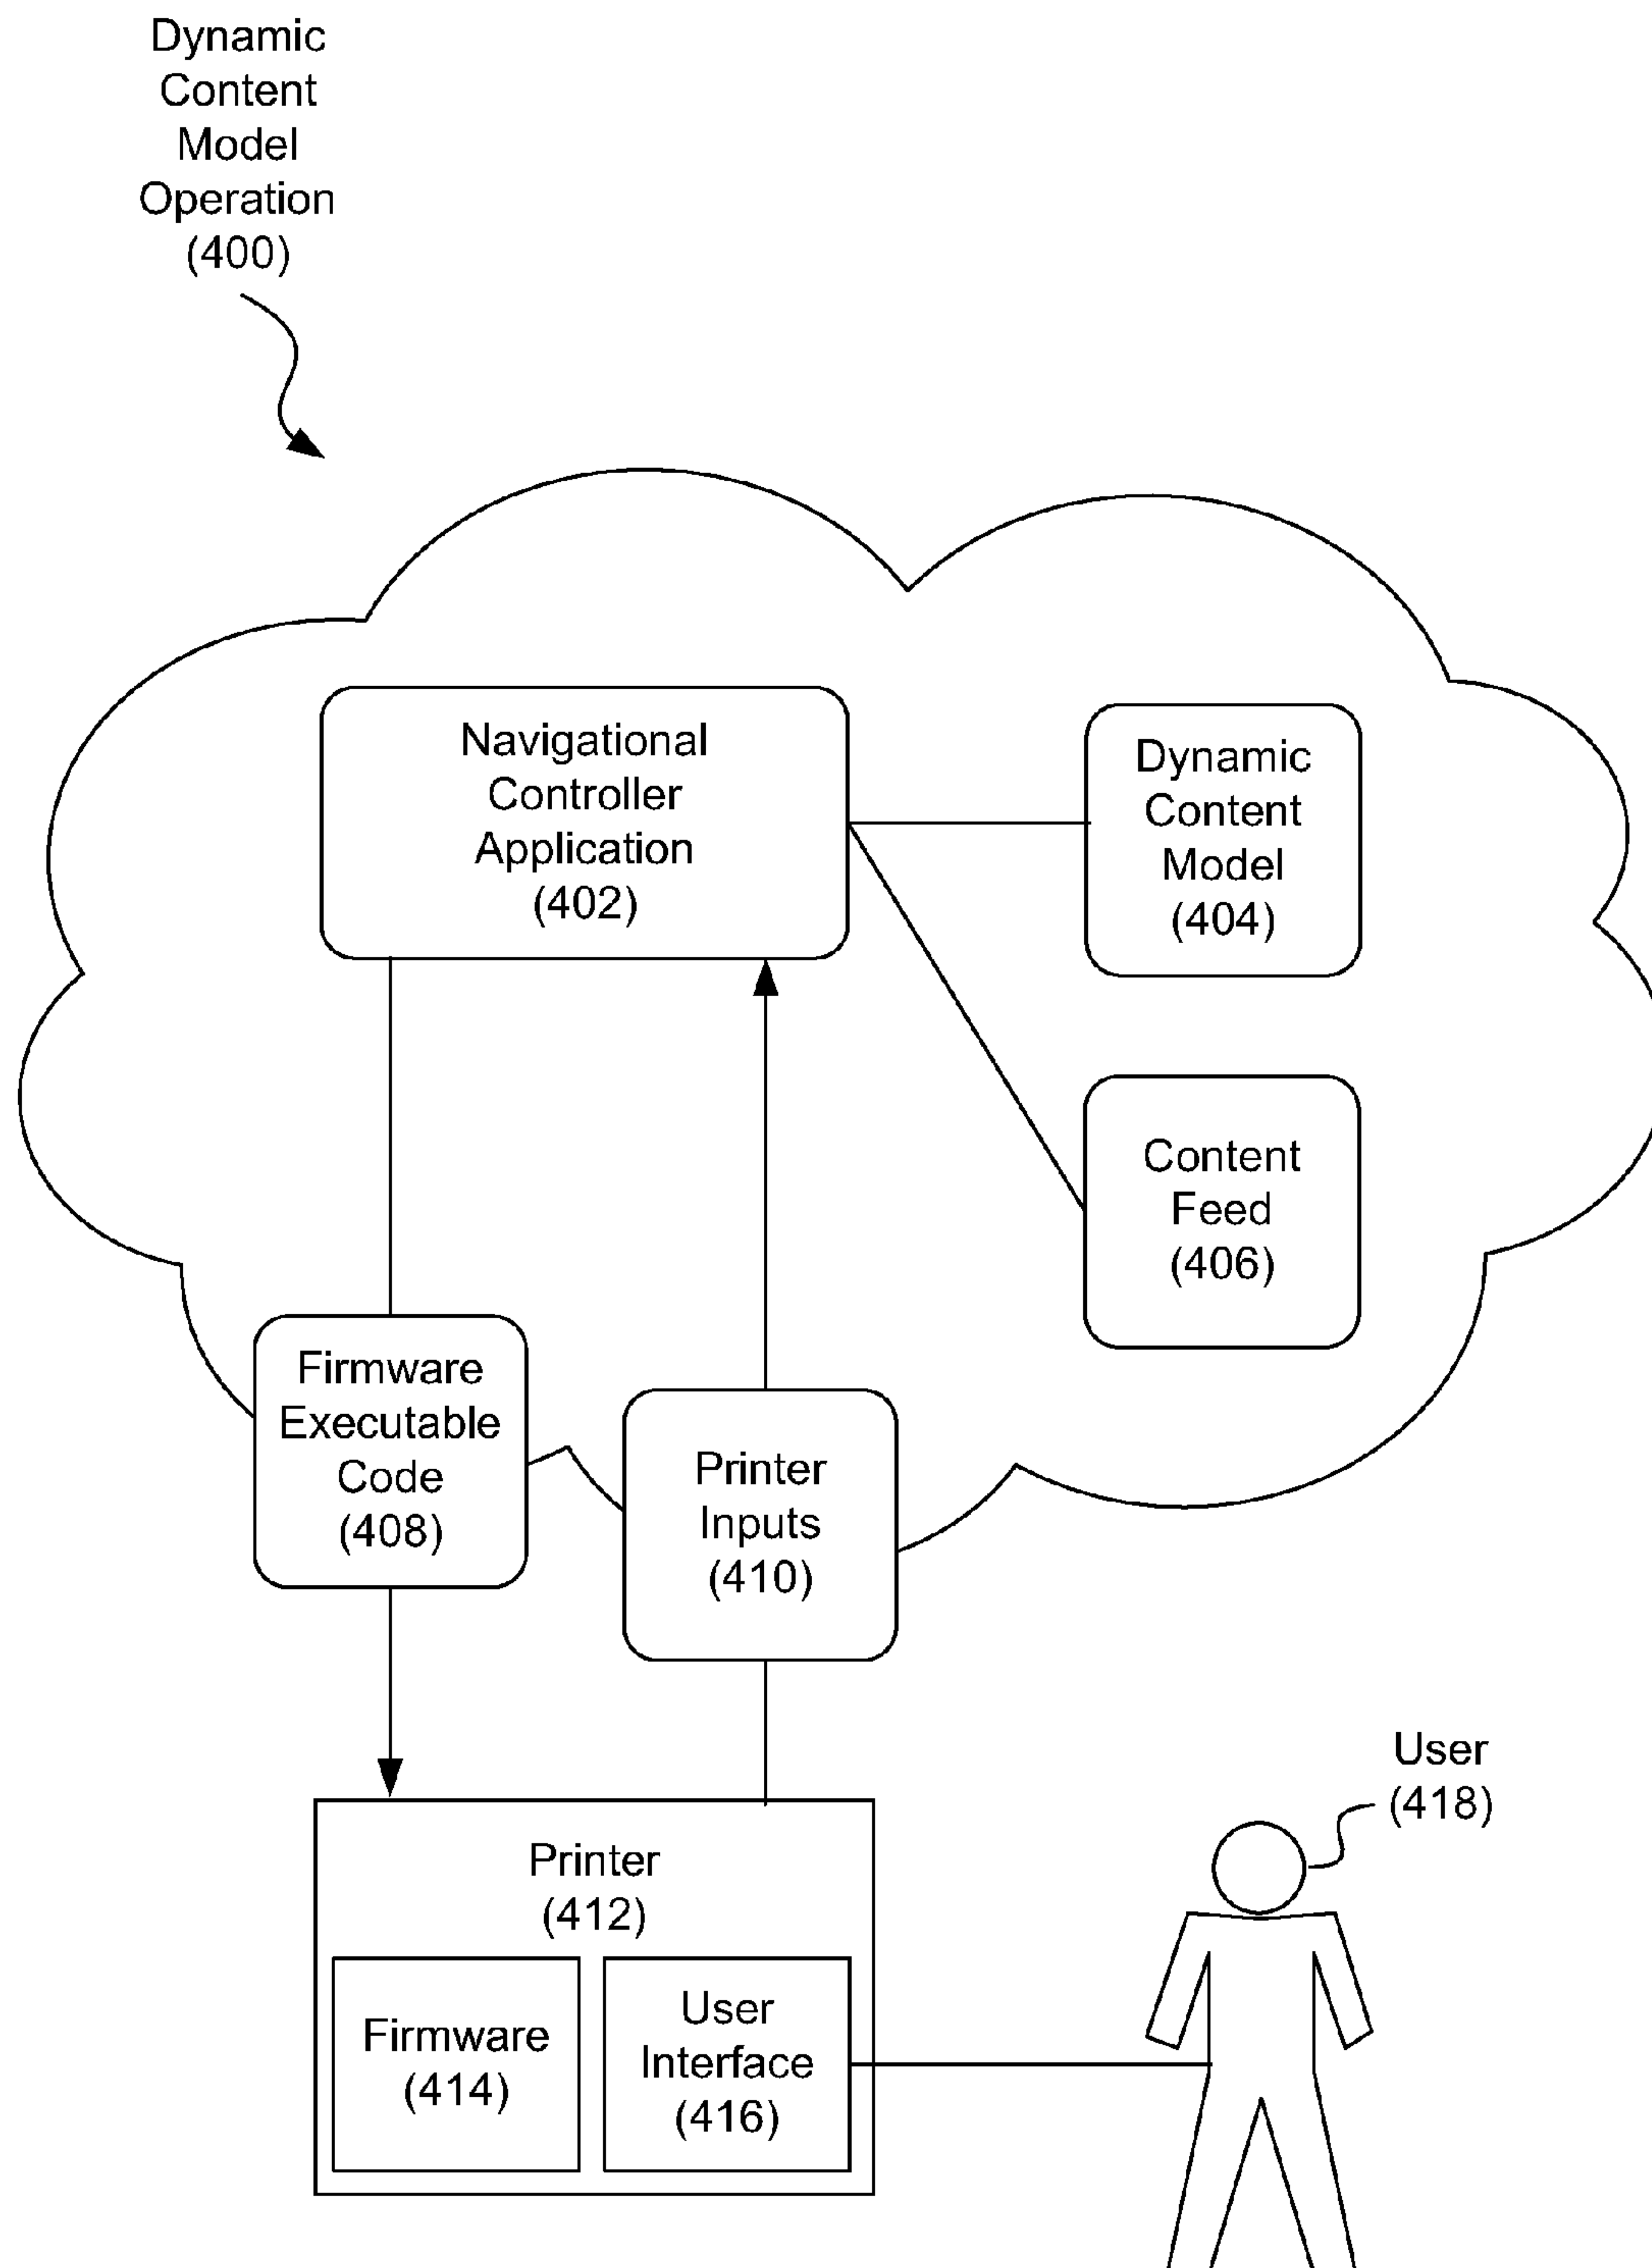 Dynamic
Content
Model
Operation
(400)
Navigational
Controller
Application
(402)
Dynamic
Content
Model
(404)
Content
Feed
(406)
Firmware
Executable
Code
(408)
Printer
Inputs
(410)
User
(418)
Printer
(412)
Firmware
(414)
User
Interface
(416)